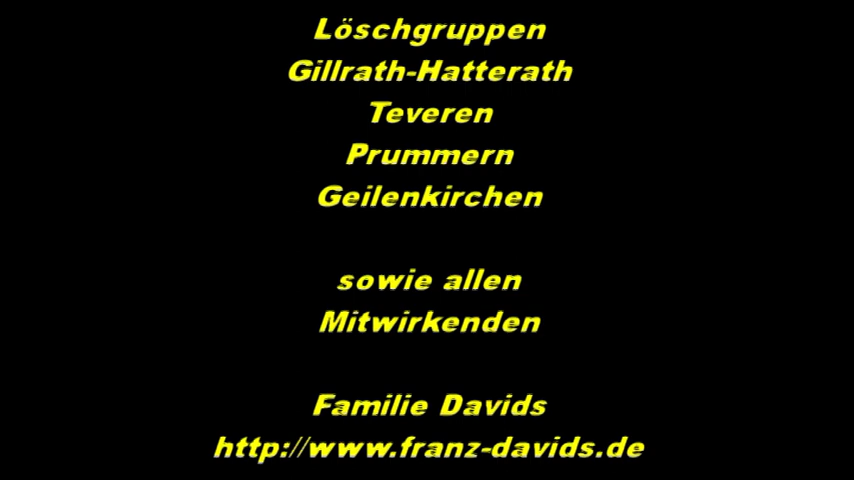 Löschgruppen
Gillrath-Hatterath
Teveren
Prummern
Geilenkirchen
sowie allen
Mitwirkenden
Familie Davids
http://www.franz-davids.de